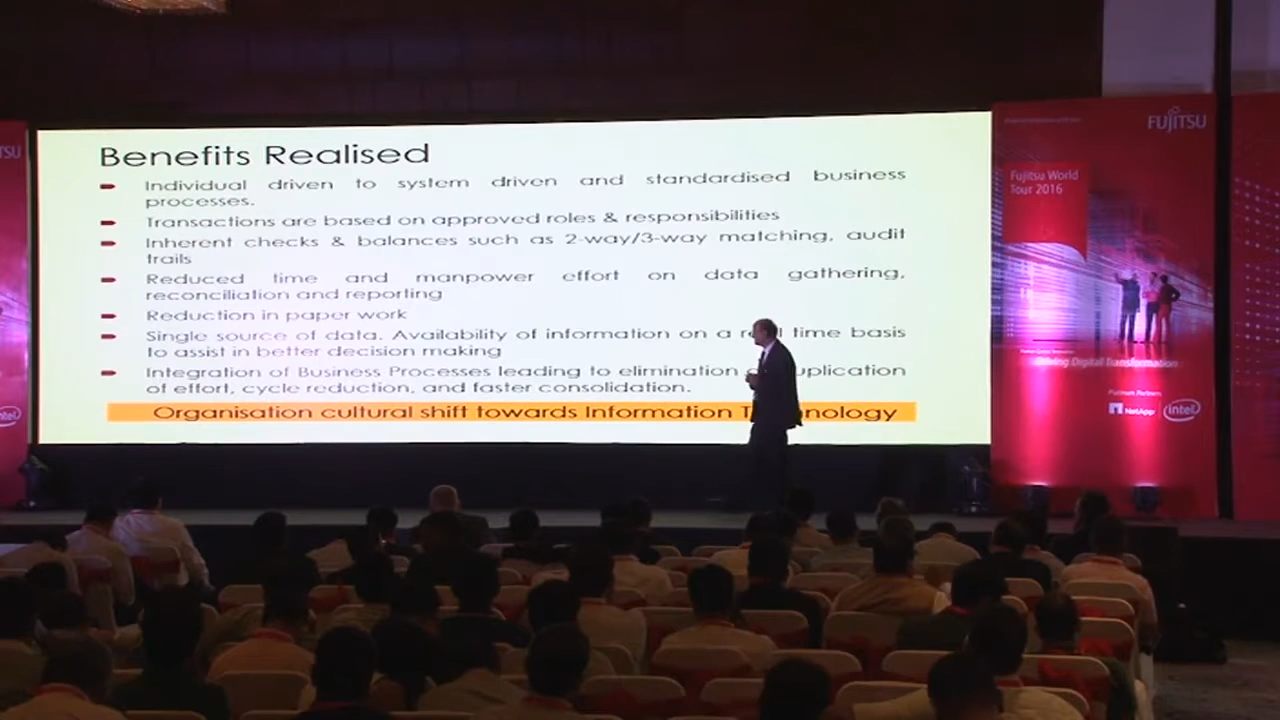 Benefits Realised
Individual driven to system driven and standardised business
processes.
Transactions are based on approved roles & responsibilities
Inherent checks & balances such as 2-way/3-way matching, audit
trails
Reduced time and manpower effort on data gathering,
reconciliation and reporting
Reduction in paper work
Single source of data. Availability of information on a time basis
to assist in better decision making
Integration of Business Processes leading to elimination
of effort, cycle reduction, and faster consolidation.
Organisation cultural shift towards Information
FUJITSU
Fujitsu World
Tour 2016
Driving Digital Transformation
Platinum Partners
NetApp
intel